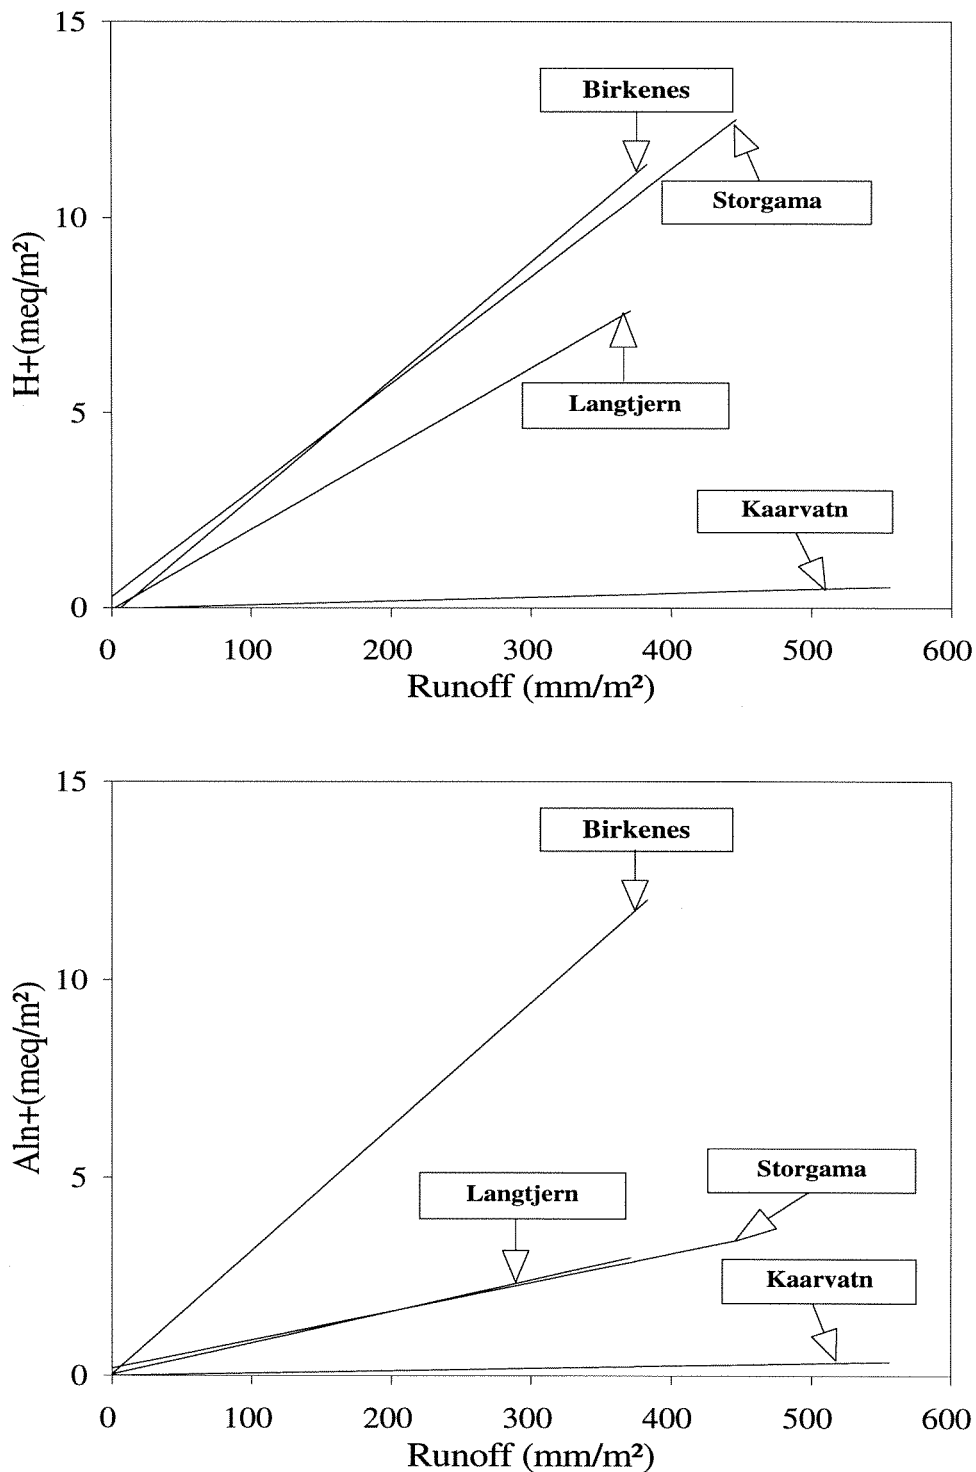 15
Birkenes
Storgama
10
H+(meq/m²)
Langtjern
5
Kaarvatn
0
0 100 200 300 400 500 600
Runoff (mm/m²)
15
Birkenes
10
Aln+(meq/m²)
Storgama
5
Langtjern
Kaarvatn
0
0 100 200 300 400 500 600
Runoff (mm/m²)